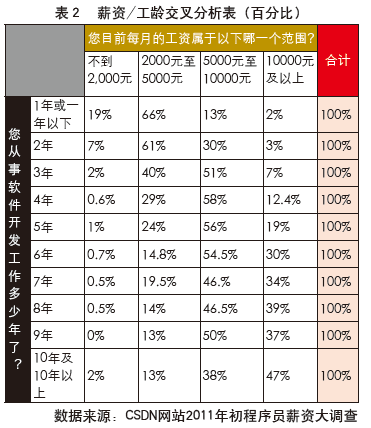 表 2 薪资/工龄交叉分析表（百分比）
您目前每月的工资属于以下哪一个范围?
合计
不到 2000元至 5000元至 10000元
2,000元 5000元 10000元 及以上
您从事软件开发工作多少年了？
1年或一
年以下 19% 66% 13% 2% 100%
2年 7% 61% 30% 3% 100%
3年 2% 40% 51% 7% 100%
4年 0.6% 29% 58% 12.4% 100%
5年 1% 24% 56% 19% 100%
6年 0.7% 14.8% 54.5% 30% 100%
7年 0.5% 19.5% 46.% 34% 100%
8年 0.5% 14% 46.5% 39% 100%
9年 0% 13% 50% 37% 100%
10年及
10年以 2% 13% 38% 47% 100%
上
数据来源：CSDN网站2011年初程序员薪资大调查